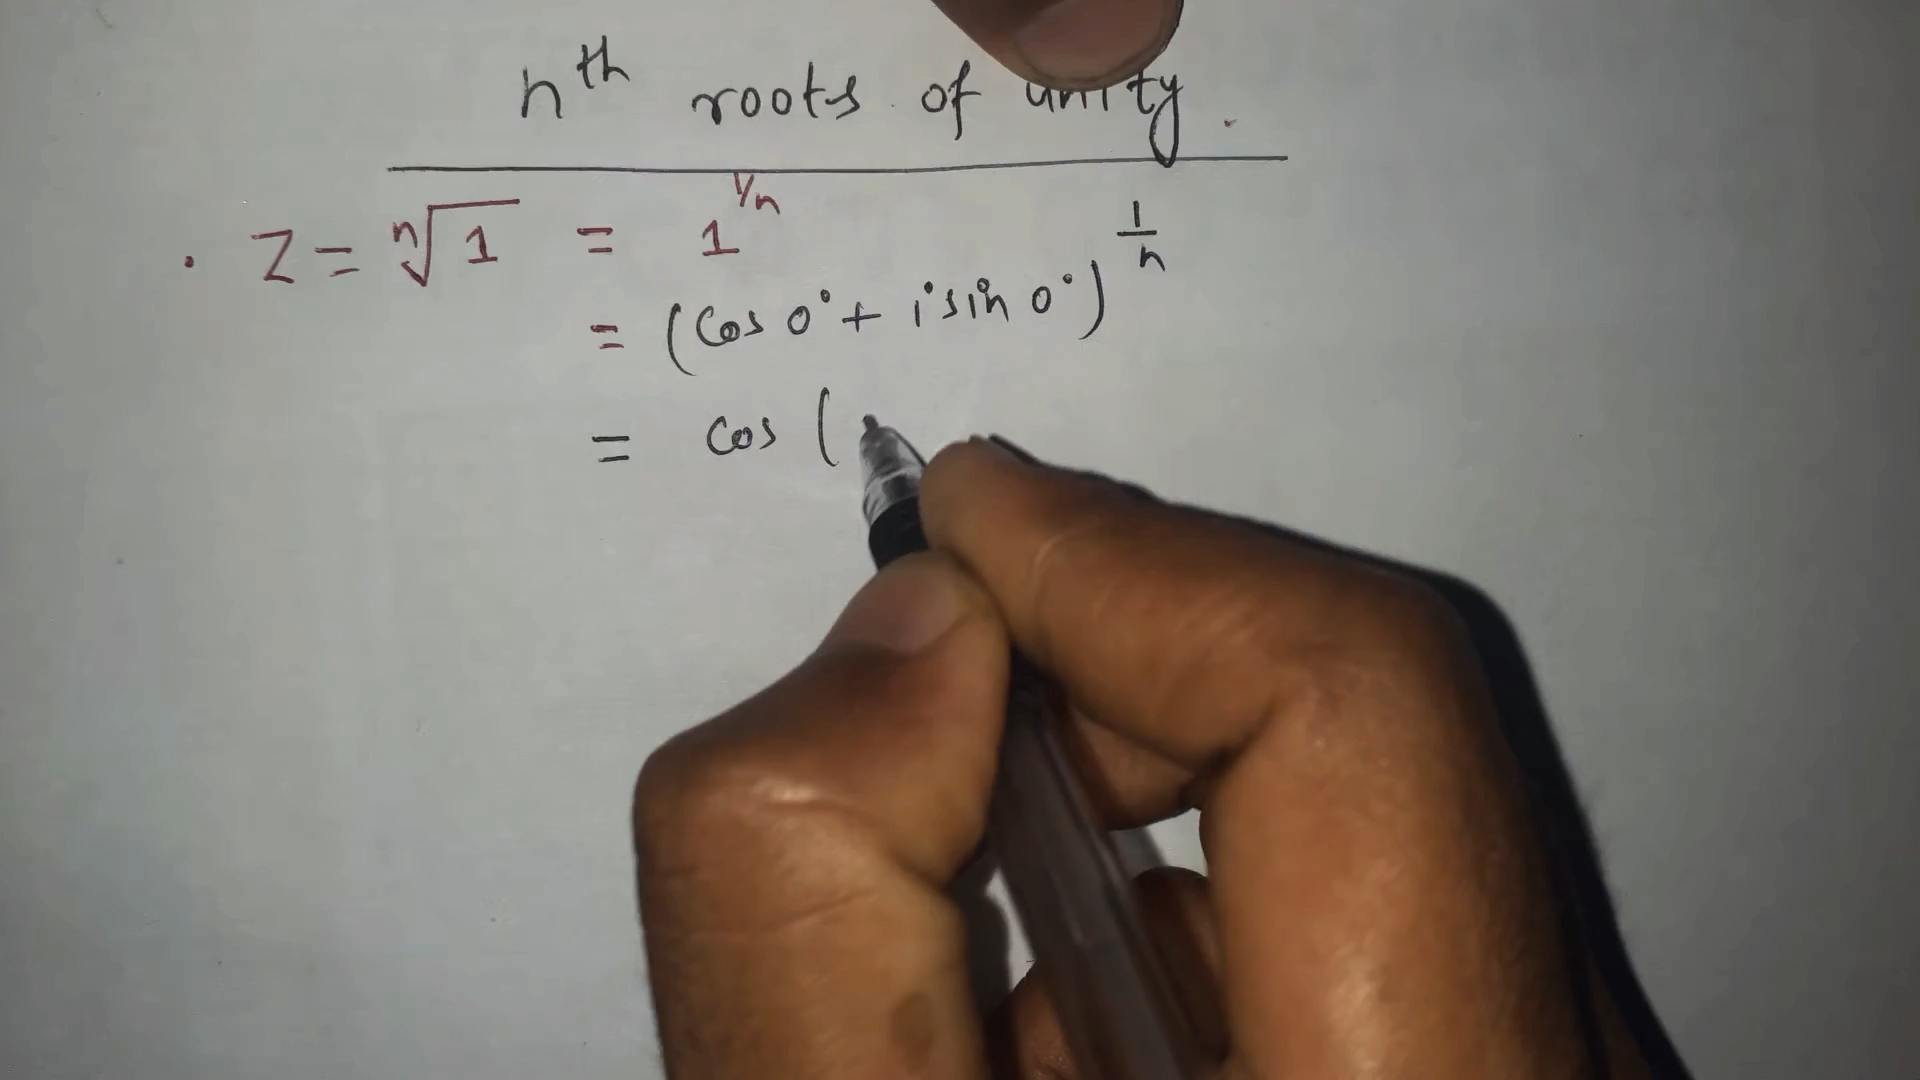 nth roots of unity.
. Z = ⁿ√1 = 1^1/n
= (cos 0° + i sin 0°)^1/n
= cos (